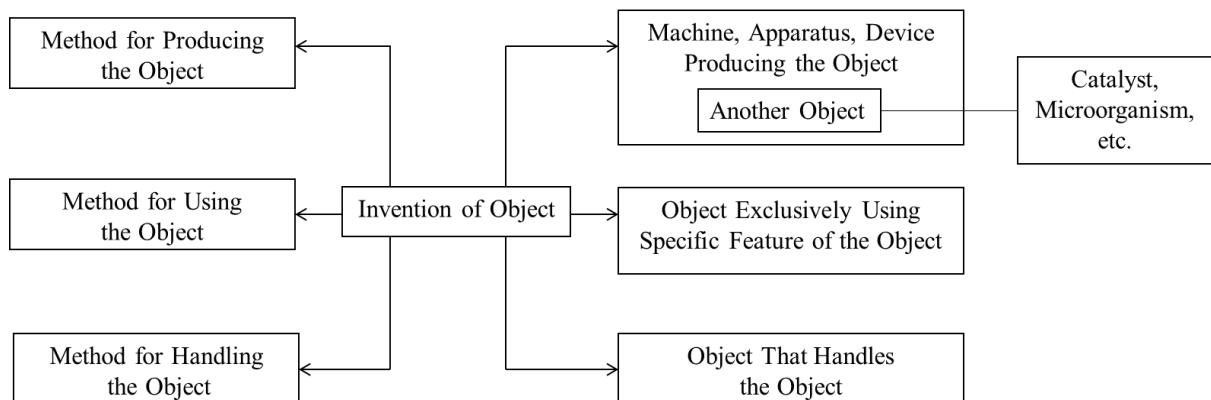 Method for Producing
the Object
Machine, Apparatus, Device
Producing the Object
Another Object
Catalyst,
Microorganism,
etc.
Method for Using
the Object
Invention of Object
Object Exclusively Using
Specific Feature of the Object
Method for Handling
the Object
Object That Handles
the Object